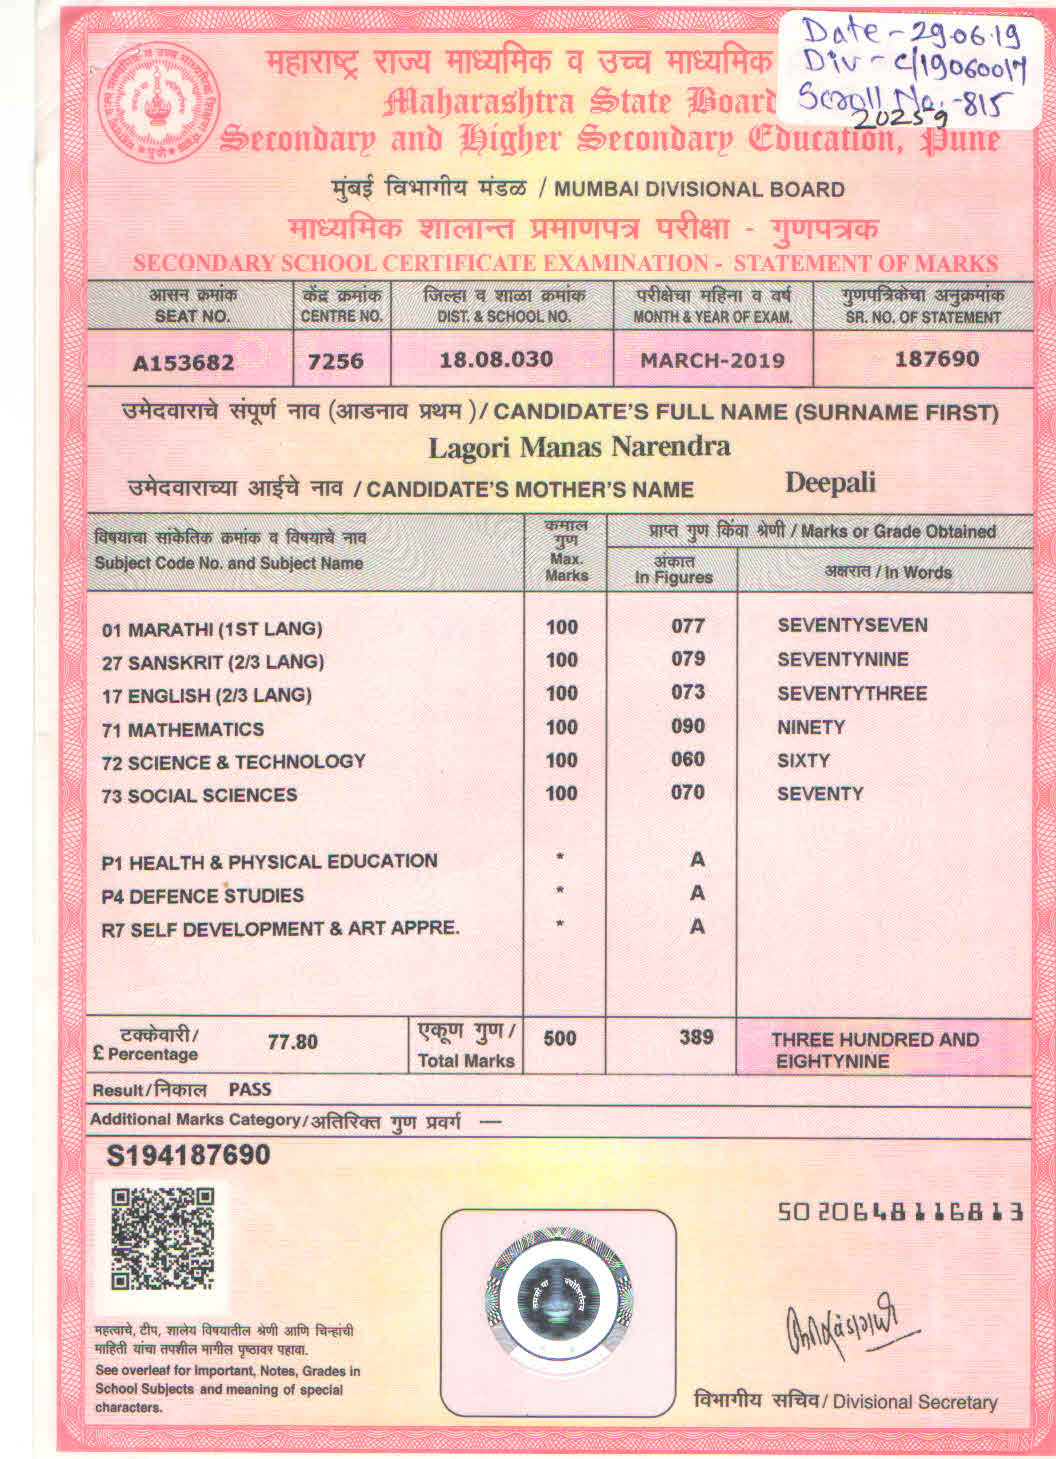 Date - 29.06.19
Div - C/19060017
Scroll No. - 815
20259
महाराष्ट्र राज्य माध्यमिक व उच्च माध्यमिक
Maharashtra State Board
Secondary and Higher Secondary Education, Pune
मुंबई विभागीय मंडळ / MUMBAI DIVISIONAL BOARD
माध्यमिक शालान्त प्रमाणपत्र परीक्षा - गुणपत्रक
SECONDARY SCHOOL CERTIFICATE EXAMINATION - STATEMENT OF MARKS
आसन क्रमांक केंद्र क्रमांक जिल्हा व शाळा क्रमांक परीक्षेचा महिना व वर्ष गुणपत्रिकेचा अनुक्रमांक
SEAT NO. CENTRE NO. DIST. & SCHOOL NO. MONTH & YEAR OF EXAM. SR. NO. OF STATEMENT
A153682 7256 18.08.030 MARCH-2019 187690
उमेदवाराचे संपूर्ण नाव (आडनाव प्रथम )/ CANDIDATE'S FULL NAME (SURNAME FIRST)
Lagori Manas Narendra
उमेदवाराच्या आईचे नाव / CANDIDATE'S MOTHER'S NAME Deepali
विषयाचा सांकेतिक क्रमांक व विषयाचे नाव
Subject Code No. and Subject Name
कमाल
गुण
Max.
Marks
प्राप्त गुण किंवा श्रेणी / Marks or Grade Obtained
अंकात
In Figures
अक्षरात / In Words
01 MARATHI (1ST LANG) 100 077 SEVENTYSEVEN
27 SANSKRIT (2/3 LANG) 100 079 SEVENTYNINE
17 ENGLISH (2/3 LANG) 100 073 SEVENTYTHREE
71 MATHEMATICS 100 090 NINETY
72 SCIENCE & TECHNOLOGY 100 060 SIXTY
73 SOCIAL SCIENCES 100 070 SEVENTY
P1 HEALTH & PHYSICAL EDUCATION * A
P4 DEFENCE STUDIES * A
R7 SELF DEVELOPMENT & ART APPRE. * A
टक्केवारी/
£ Percentage
77.80
एकूण गुण /
Total Marks
500 389 THREE HUNDRED AND
EIGHTYNINE
Result/निकाल PASS
Additional Marks Category/अतिरिक्त गुण प्रवर्ग —
S194187690
SO 20648116813
महत्वाचे, टीप, शालेय विषयातील श्रेणी आणि चिन्हांची
माहिती यांचा तपशील मागील पृष्ठावर पहावा.
See overleaf for Important, Notes, Grades in
School Subjects and meaning of special
characters.
विभागीय सचिव/ Divisional Secretary